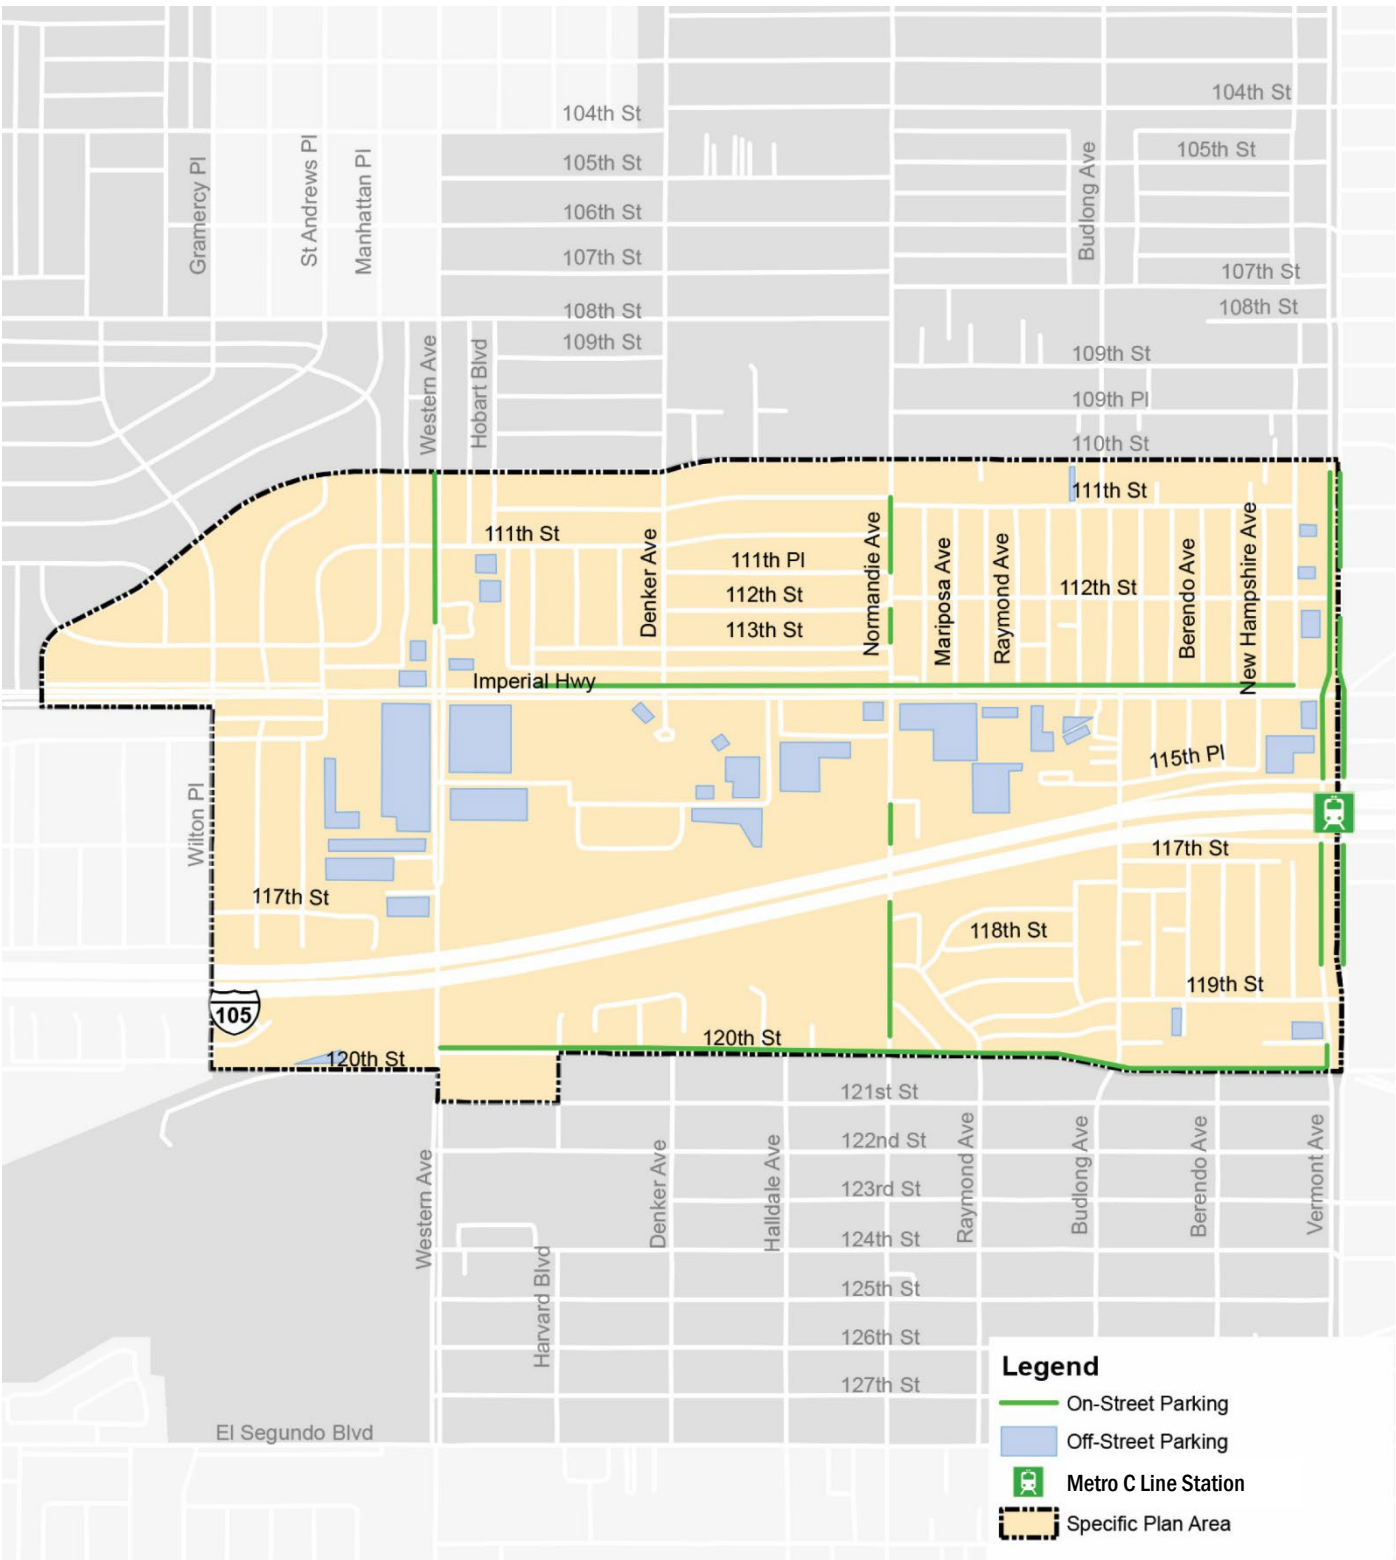 104th St
104th St
105th St
105th St
Gramercy Pl
St Andrews Pl
Manhattan Pl
Budlong Ave
106th St
107th St
107th St
108th St
108th St
109th St
109th St
Western Ave
Hobart Blvd
109th Pl
110th St
111th St
111th St
Denker Ave
111th Pl
112th St
113th St
Normandie Ave
Mariposa Ave
Raymond Ave
112th St
Berendo Ave
New Hampshire Ave
Imperial Hwy
115th Pl
Wilton Pl
117th St
117th St
118th St
119th St
105
120th St
120th St
121st St
122nd St
123rd St
124th St
125th St
126th St
127th St
Western Ave
Harvard Blvd
Denker Ave
Halldale Ave
Raymond Ave
Budlong Ave
Berendo Ave
Vermont Ave
El Segundo Blvd
Legend
On-Street Parking
Off-Street Parking
Metro C Line Station
Specific Plan Area